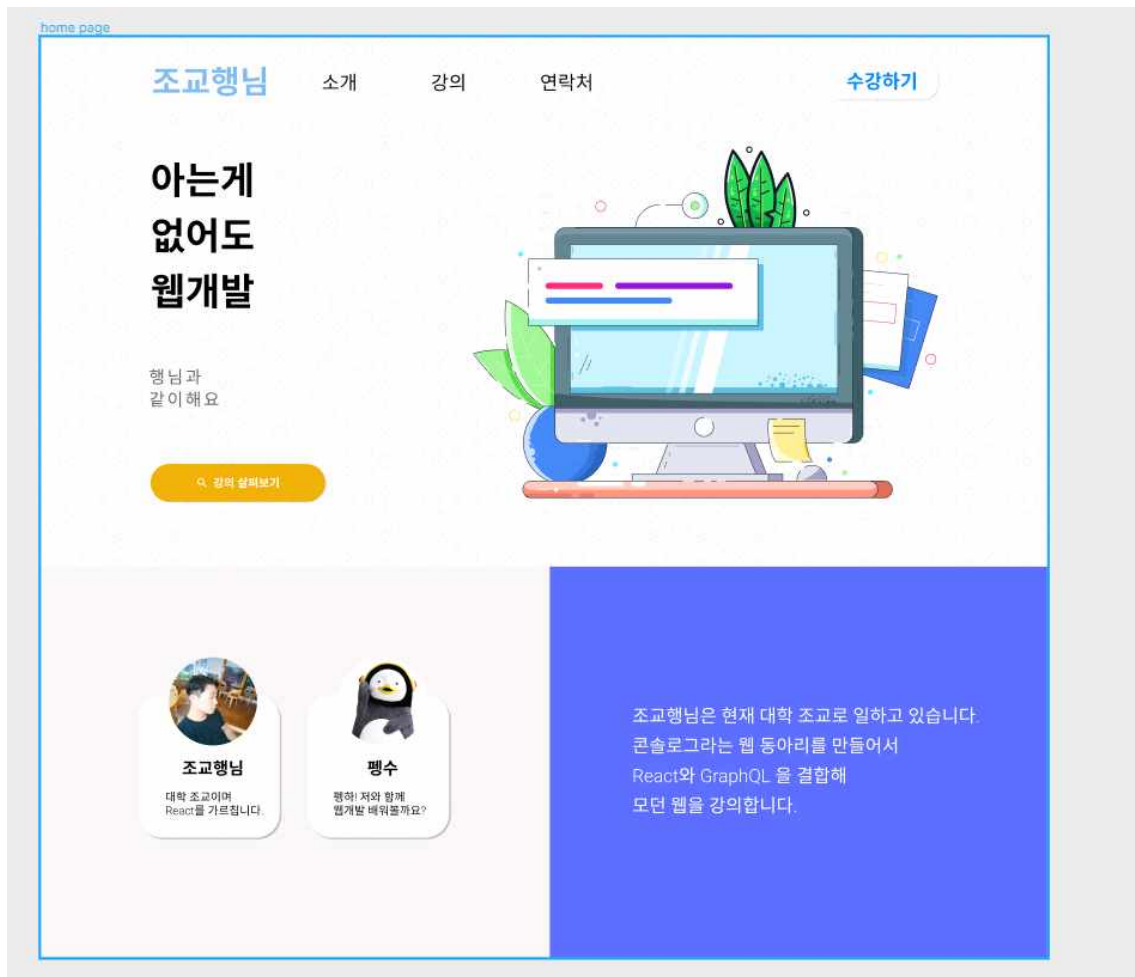 home page
조교행님
소개
강의
연락처
수강하기
아는게
없어도
웹개발
행님과
같이해요
강의 살펴보기
조교행님
대학 조교이며
React를 가르칩니다.
펭수
펭하! 저와 함께
웹개발 배워볼까요?
조교행님은 현재 대학 조교로 일하고 있습니다.
콘솔로그라는 웹 동아리를 만들어서
React와 GraphQL 을 결합해
모던 웹을 강의합니다.